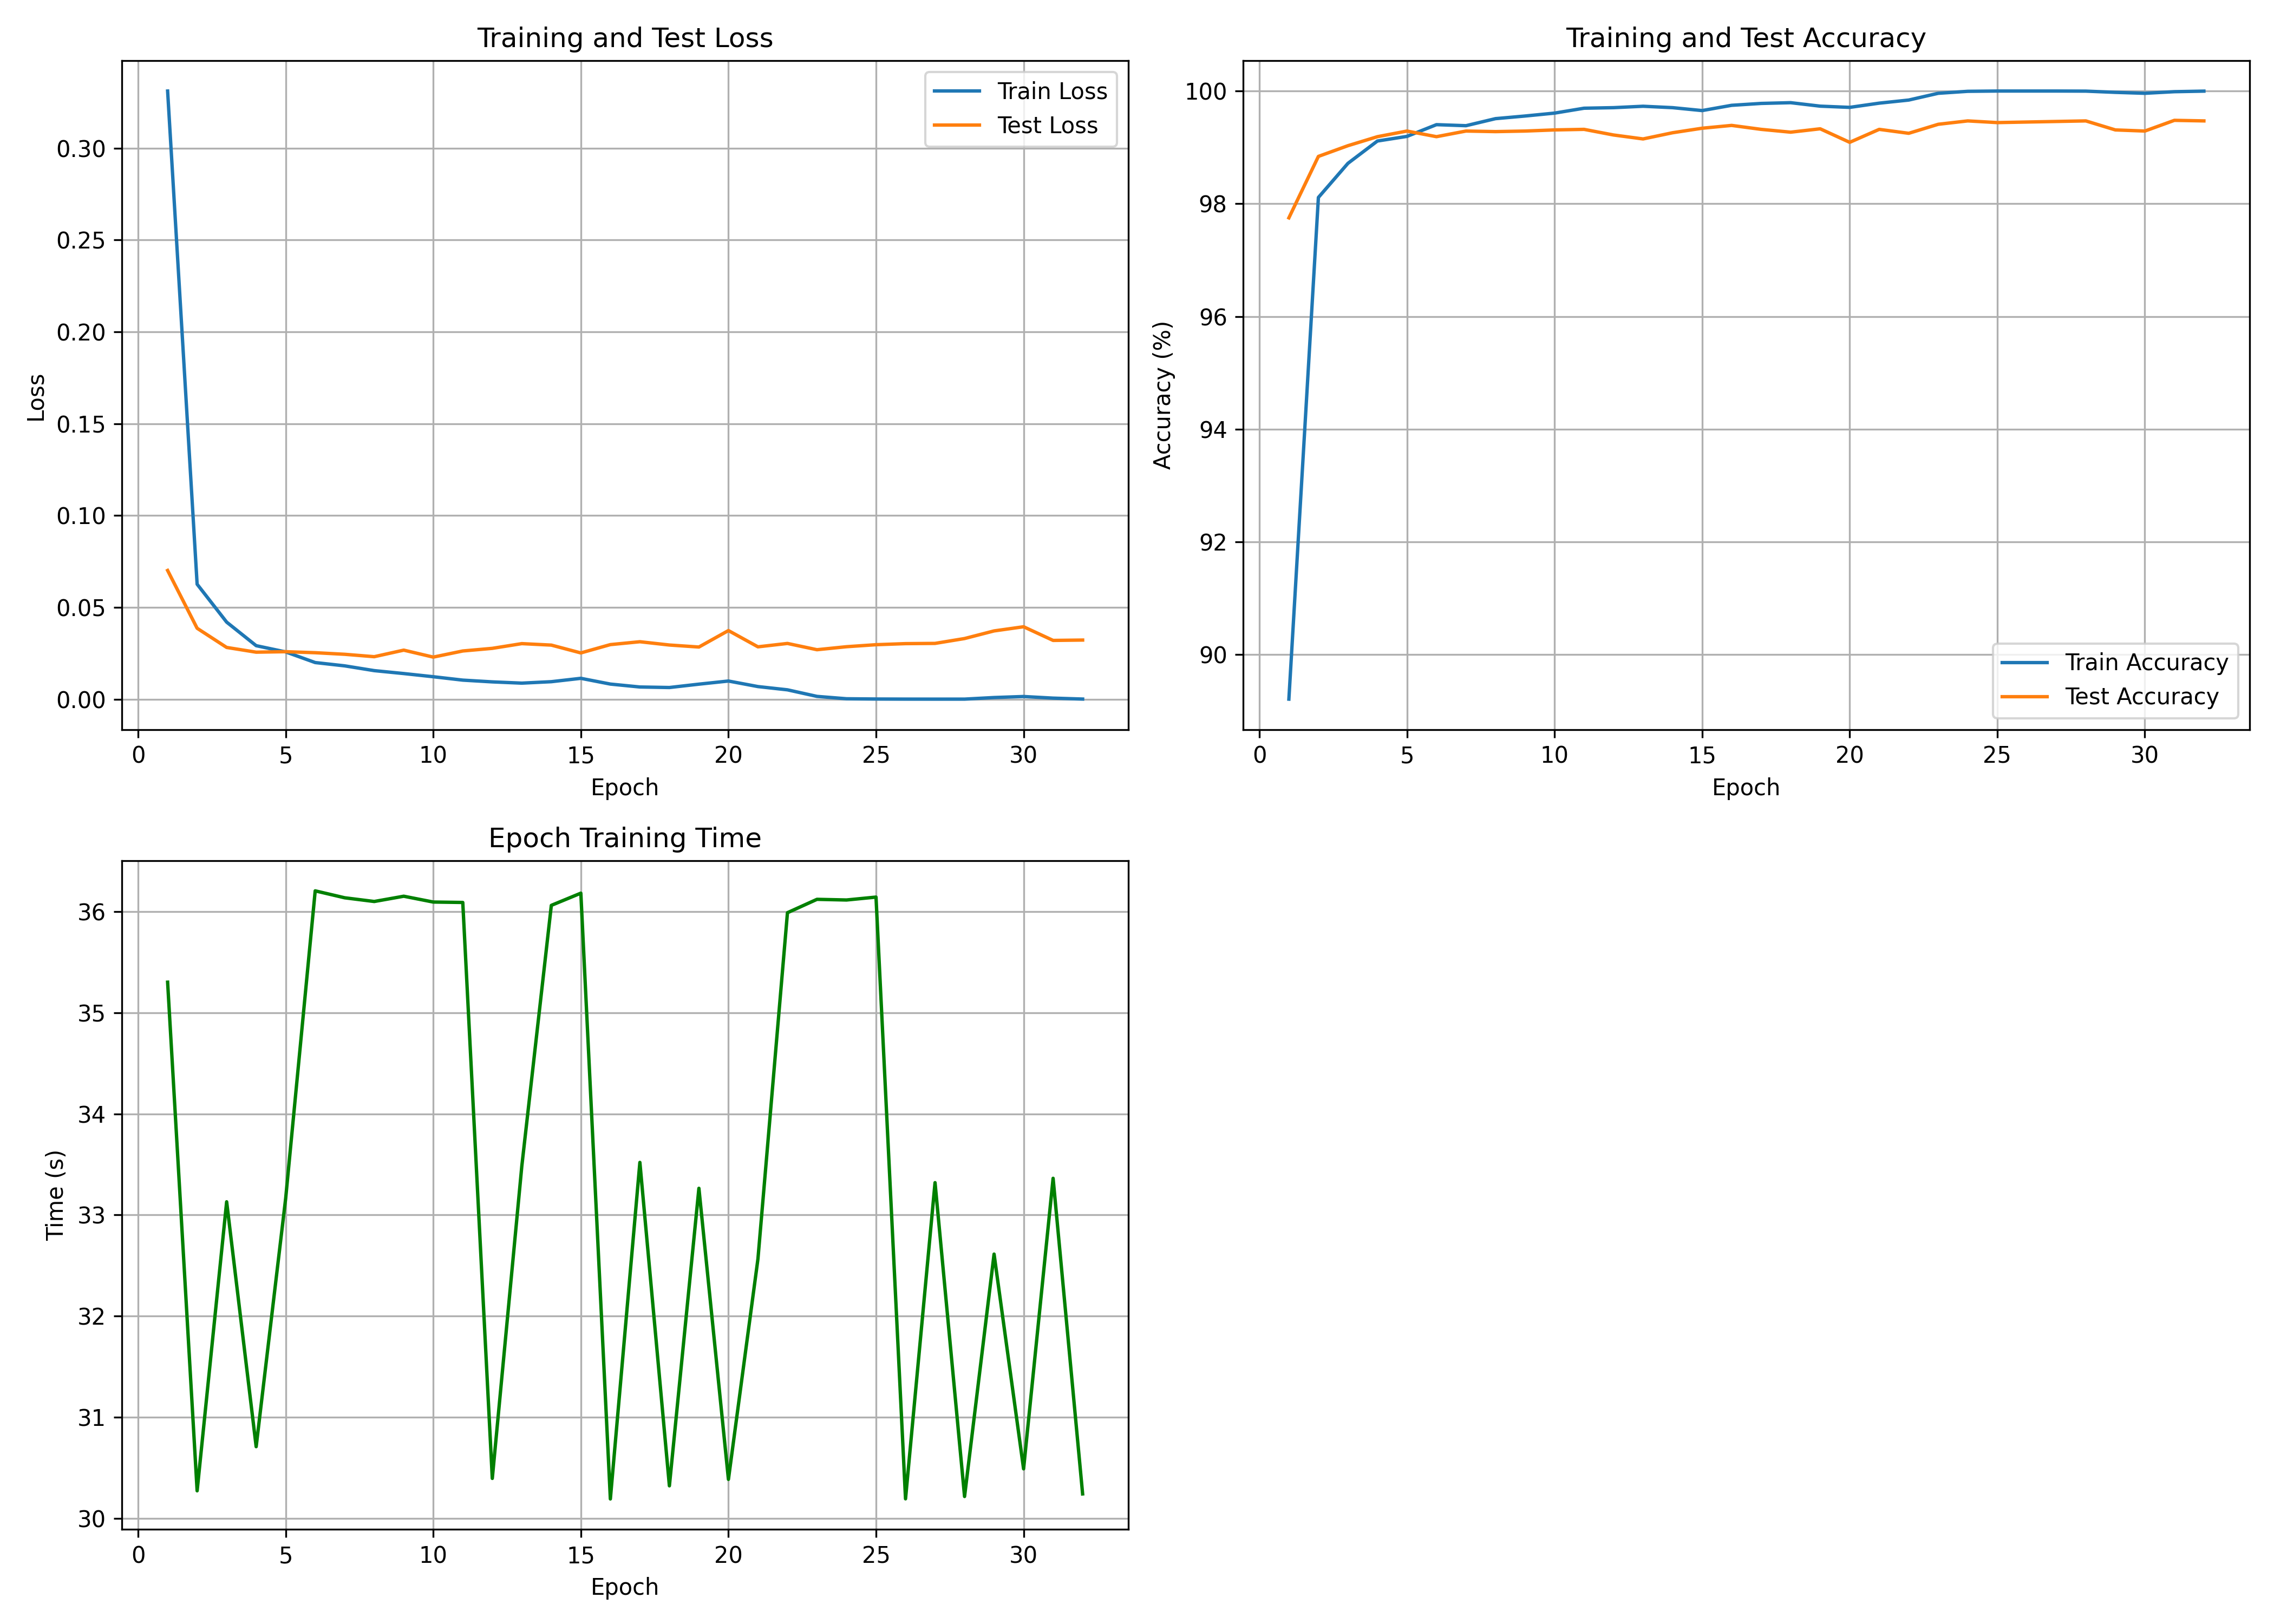 Training and Test Loss
0.30
0.25
0.20
0.15
0.10
0.05
0.00
Loss
Train Loss
Test Loss
0 5 10 15 20 25 30
Epoch
Training and Test Accuracy
100
98
96
94
92
90
Accuracy (%)
Train Accuracy
Test Accuracy
0 5 10 15 20 25 30
Epoch
Epoch Training Time
36
35
34
33
32
31
30
Time (s)
0 5 10 15 20 25 30
Epoch